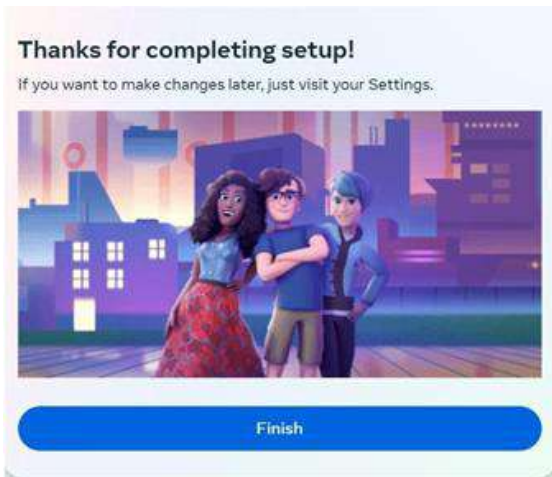 Thanks for completing setup!
If you want to make changes later, just visit your Settings.
Finish